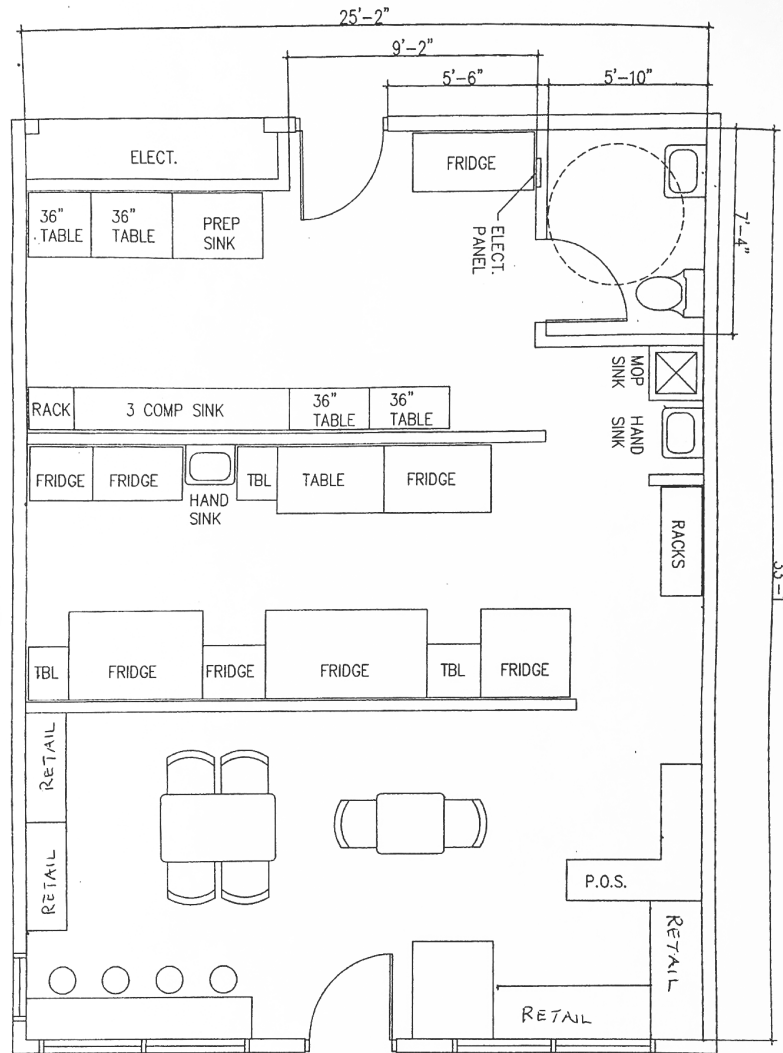 25'-2"
9'-2"
5'-6"
5'-10"
ELECT.
FRIDGE
36"
TABLE
36"
TABLE
PREP
SINK
ELECT.
PANEL
7'-4"
MOP
SINK
HAND
SINK
RACK
3 COMP SINK
36"
TABLE
36"
TABLE
FRIDGE
FRIDGE
HAND
SINK
TBL
TABLE
FRIDGE
RACKS
TBL
FRIDGE
FRIDGE
FRIDGE
TBL
FRIDGE
RETAIL
RETAIL
P.O.S.
RETAIL
RETAIL